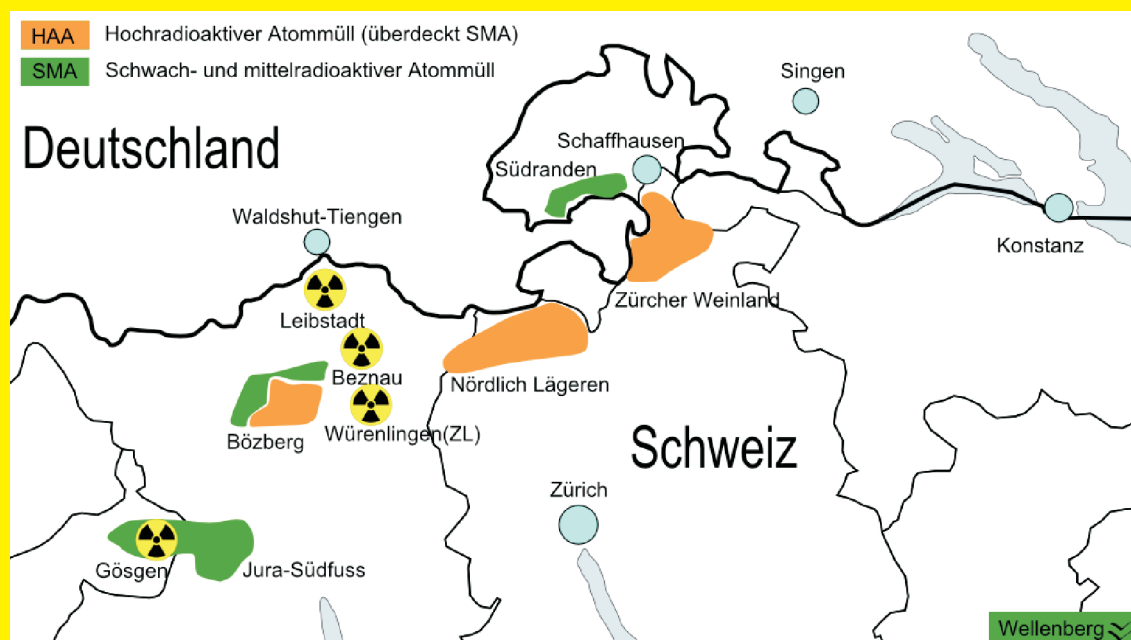 HAA Hochradioaktiver Atommüll (überdeckt SMA)
SMA Schwach- und mittelradioaktiver Atommüll
Singen
Deutschland
Schaffhausen
Südranden
Waldshut-Tiengen
Konstanz
Zürcher Weinland
Leibstadt
Beznau
Nördlich Lägeren
Bözberg
Würenlingen(ZL)
Schweiz
Zürich
Gösgen
Jura-Südfuss
Wellenberg